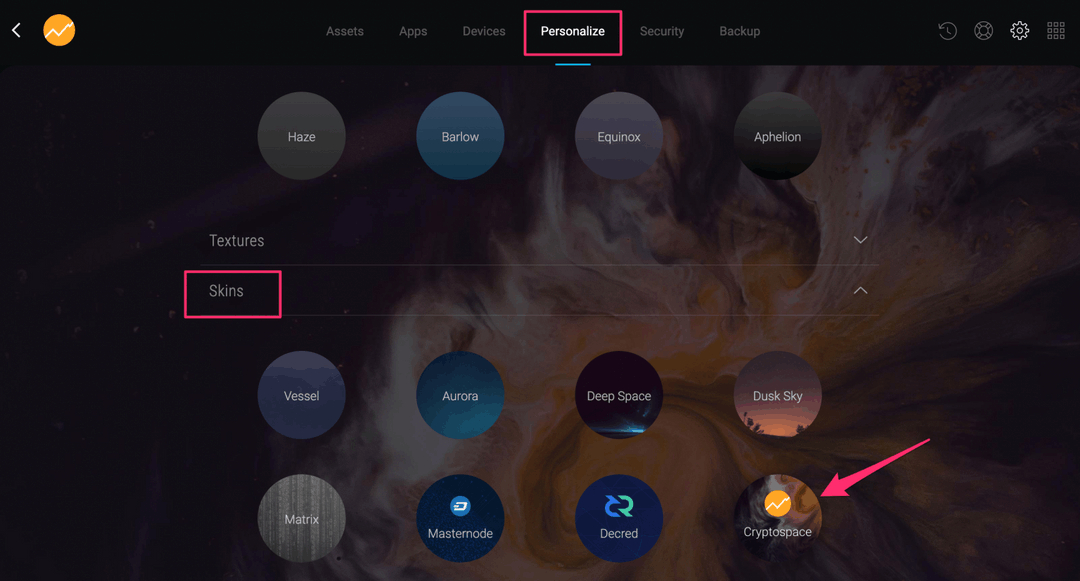 Assets
Apps
Devices
Personalize
Security
Backup
Haze
Barlow
Equinox
Aphelion
Textures
Skins
Vessel
Aurora
Deep Space
Dusk Sky
Matrix
Masternode
Decred
Cryptospace